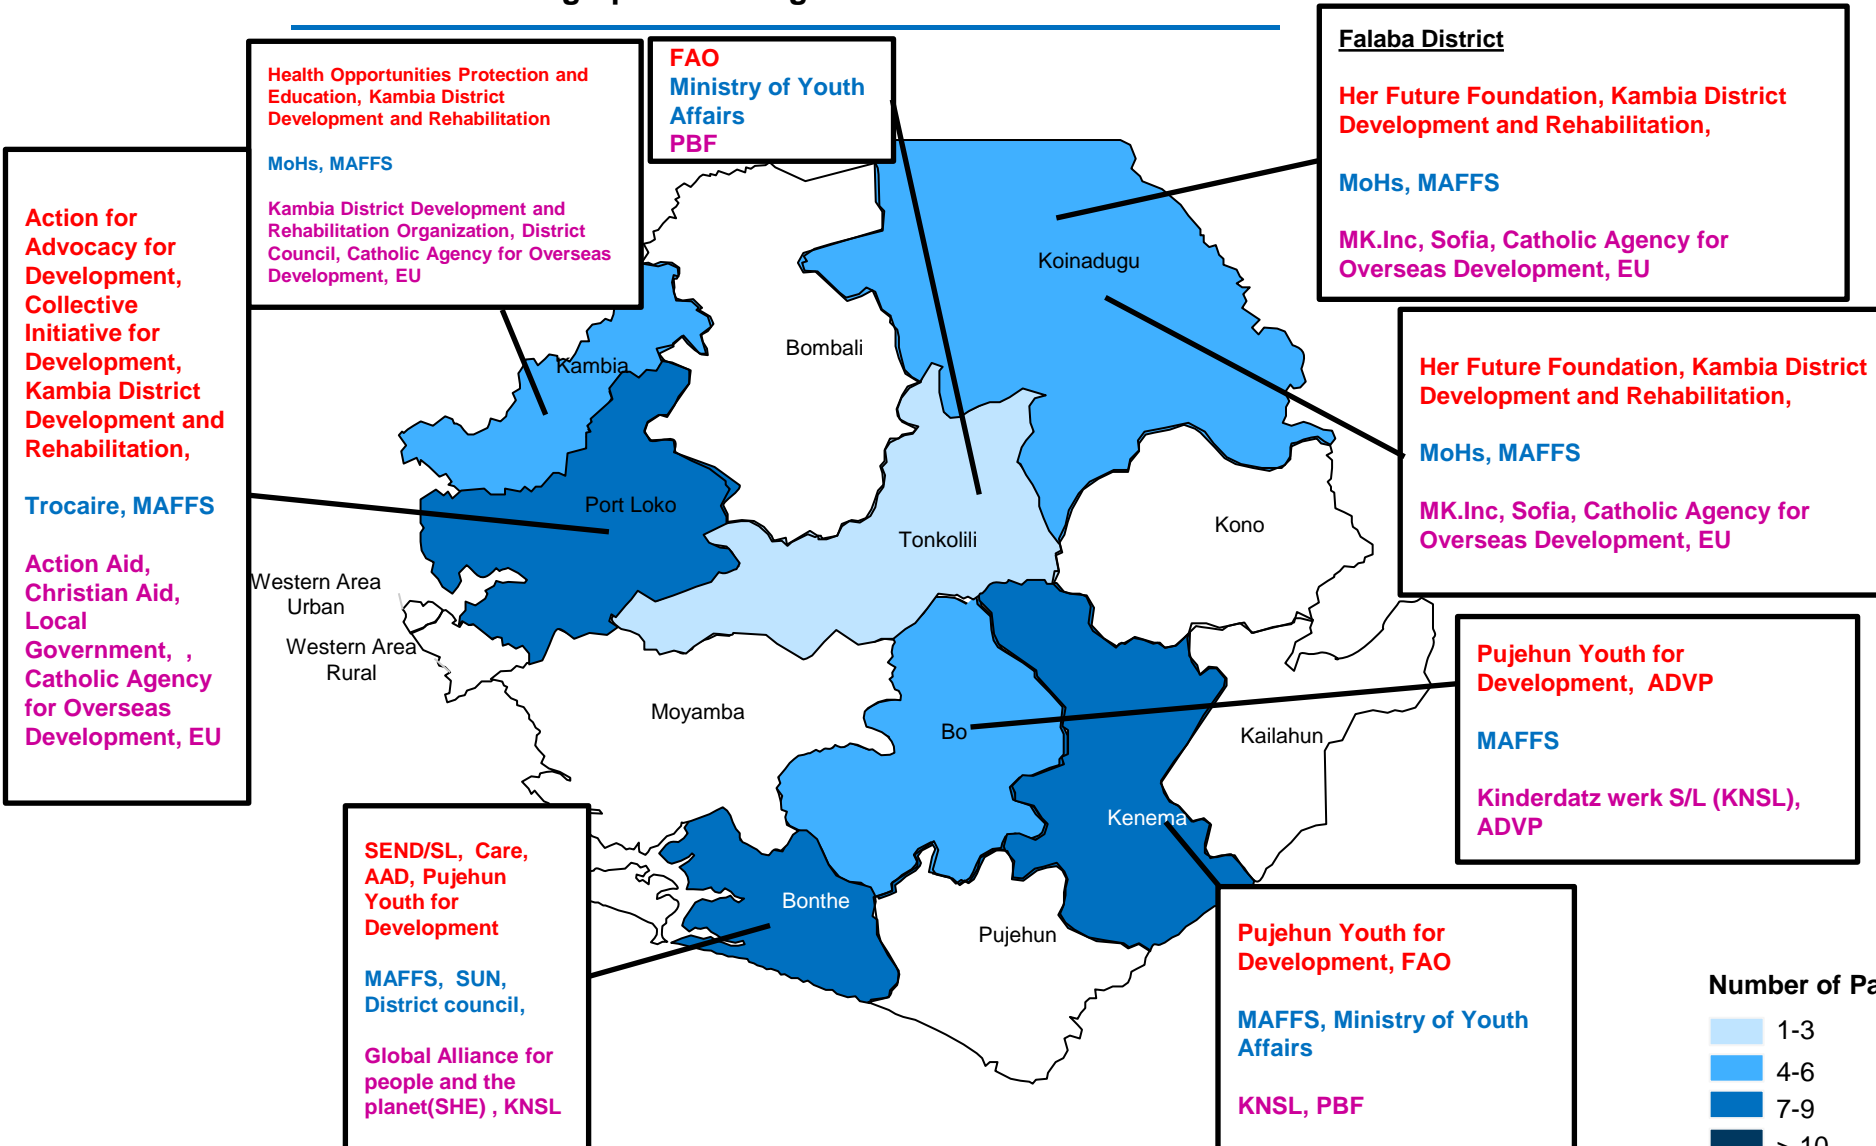 Falaba District
Her Future Foundation, Kambia District
Development and Rehabilitation,
MoHs, MAFFS
MK.Inc, Sofia, Catholic Agency for
Overseas Development, EU
Health Opportunities Protection and
Education, Kambia District
Development and Rehabilitation
MoHs, MAFFS
Kambia District Development and
Rehabilitation Organization, District
Council, Catholic Agency for Overseas
Development, EU
FAO
Ministry of Youth
Affairs
PBF
Action for
Advocacy for
Development,
Collective
Initiative for
Development,
Kambia District
Development and
Rehabilitation,
Trocaire, MAFFS
Action Aid,
Christian Aid,
Local
Government, ,
Catholic Agency
for Overseas
Development, EU
Her Future Foundation, Kambia District
Development and Rehabilitation,
MoHs, MAFFS
MK.Inc, Sofia, Catholic Agency for
Overseas Development, EU
Koinadugu
Bombali
Kambia
Port Loko
Tonkolili
Kono
Western Area
Urban
Western Area
Rural
Moyamba
Bo
Kailahun
Kenema
Bonthe
Pujehun
Pujehun Youth for
Development, ADVP
MAFFS
Kinderdatz werk S/L (KNSL),
ADVP
SEND/SL, Care,
AAD, Pujehun
Youth for
Development
MAFFS, SUN,
District council,
Global Alliance for
people and the
planet(SHE) , KNSL
Pujehun Youth for
Development, FAO
MAFFS, Ministry of Youth
Affairs
KNSL, PBF
Number of
1-3
4-6
7-9
> 10